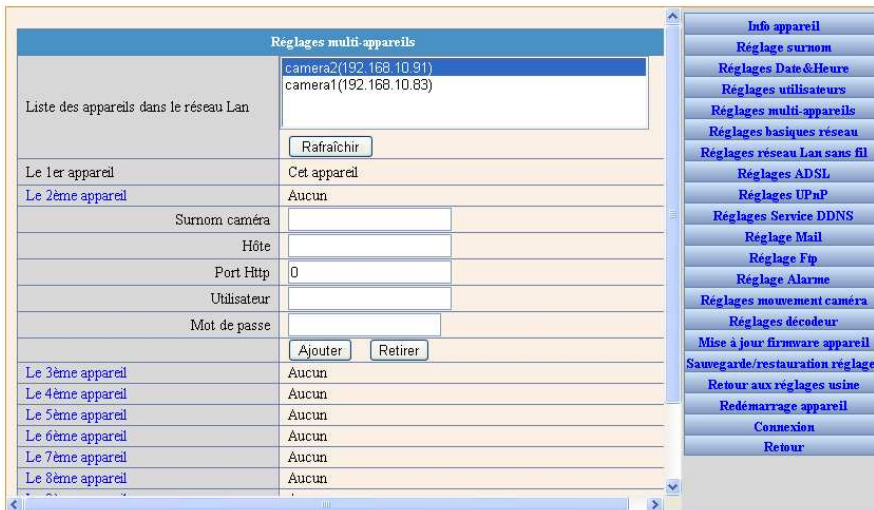 Réglages multi-appareils
Liste des appareils dans le réseau Lan
camera2(192.168.10.91)
camera1(192.168.10.83)
Rafraîchir
Le 1er appareil Cet appareil
Le 2ème appareil Aucun
Surnom caméra
Hôte
Port Http 0
Utilisateur
Mot de passe
Ajouter Retirer
Le 3ème appareil Aucun
Le 4ème appareil Aucun
Le 5ème appareil Aucun
Le 6ème appareil Aucun
Le 7ème appareil Aucun
Le 8ème appareil Aucun
Info appareil
Réglage surnom
Réglages Date&Heure
Réglages utilisateurs
Réglages multi-appareils
Réglages basiques réseau
Réglages réseau Lan sans fil
Réglages ADSL
Réglages UPnP
Réglages Service DDNS
Réglage Mail
Réglage Ftp
Réglage Alarme
Réglages mouvement caméra
Réglages décodeur
Mise à jour firmware appareil
Sauvegarde/restauration réglage
Retour aux réglages usine
Redémarrage appareil
Connexion
Retour